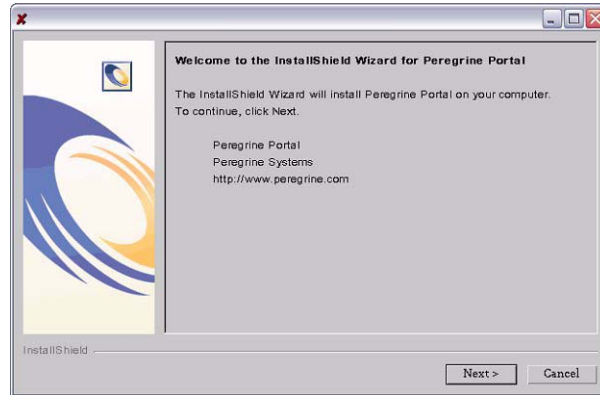 Welcome to the InstallShield Wizard for Peregrine Portal
The InstallShield Wizard will install Peregrine Portal on your computer.
To continue, click Next.
Peregrine Portal
Peregrine Systems
http://www.peregrine.com
InstallShield
Next >
Cancel